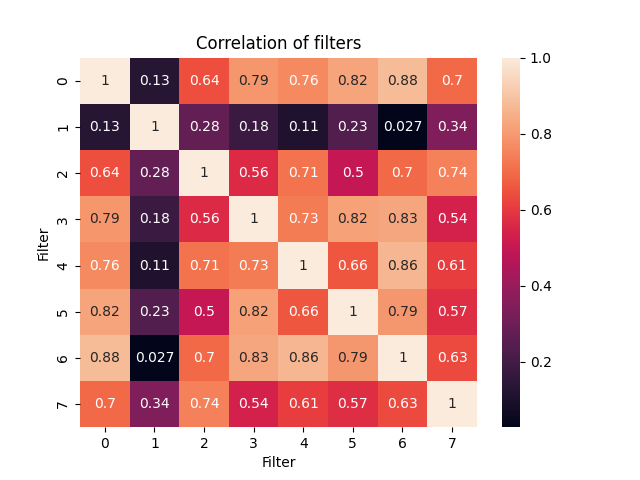 Correlation of filters
0 1 0.13 0.64 0.79 0.76 0.82 0.88 0.7
1 0.13 1 0.28 0.18 0.11 0.23 0.027 0.34
2 0.64 0.28 1 0.56 0.71 0.5 0.7 0.74
3 0.79 0.18 0.56 1 0.73 0.82 0.83 0.54
4 0.76 0.11 0.71 0.73 1 0.66 0.86 0.61
5 0.82 0.23 0.5 0.82 0.66 1 0.79 0.57
6 0.88 0.027 0.7 0.83 0.86 0.79 1 0.63
7 0.7 0.34 0.74 0.54 0.61 0.57 0.63 1
0 1 2 3 4 5 6 7
Filter
Filter
1.0
0.8
0.6
0.4
0.2